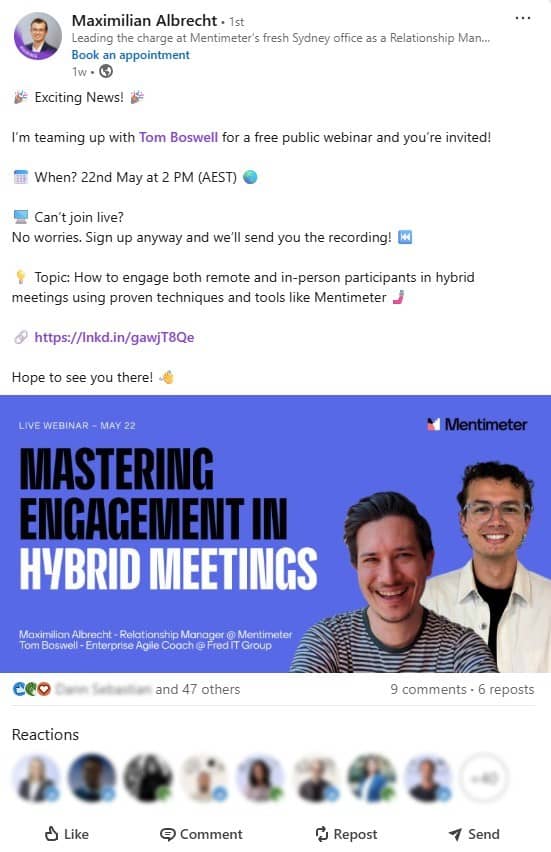 Maximilian Albrecht • 1st
Leading the charge at Mentimeter's fresh Sydney office as a Relationship Man...
Book an appointment
1w •
🎉 Exciting News! 🎉
I'm teaming up with Tom Boswell for a free public webinar and you're invited!
📅 When? 22nd May at 2 PM (AEST) 🌏
🖥️ Can't join live?
No worries. Sign up anyway and we'll send you the recording! ⏮️
💡 Topic: How to engage both remote and in-person participants in hybrid
meetings using proven techniques and tools like Mentimeter 🤳
🔗 https://lnkd.in/gawjT8Qe
Hope to see you there! 👋
LIVE WEBINAR – MAY 22
Mentimeter
MASTERING
ENGAGEMENT IN
HYBRID MEETINGS
Maximilian Albrecht - Relationship Manager @ Mentimeter
Tom Boswell - Enterprise Agile Coach @ Fred IT Group
and 47 others
9 comments • 6 reposts
Reactions
Like
Comment
Repost
Send